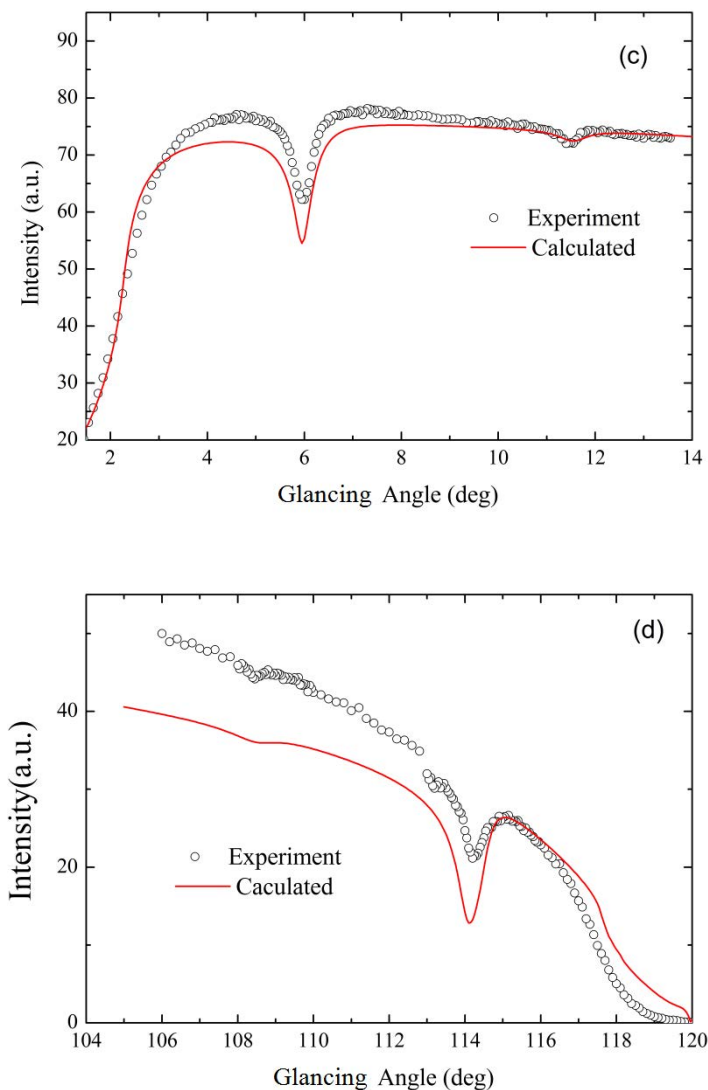 90
(c)
80
70
60
50
40
30
20
Intensity (a.u.)
Experiment
Calculated
2 4 6 8 10 12 14
Glancing Angle (deg)
(d)
40
20
0
Intensity(a.u.)
Experiment
Caculated
104 106 108 110 112 114 116 118 120
Glancing Angle (deg)